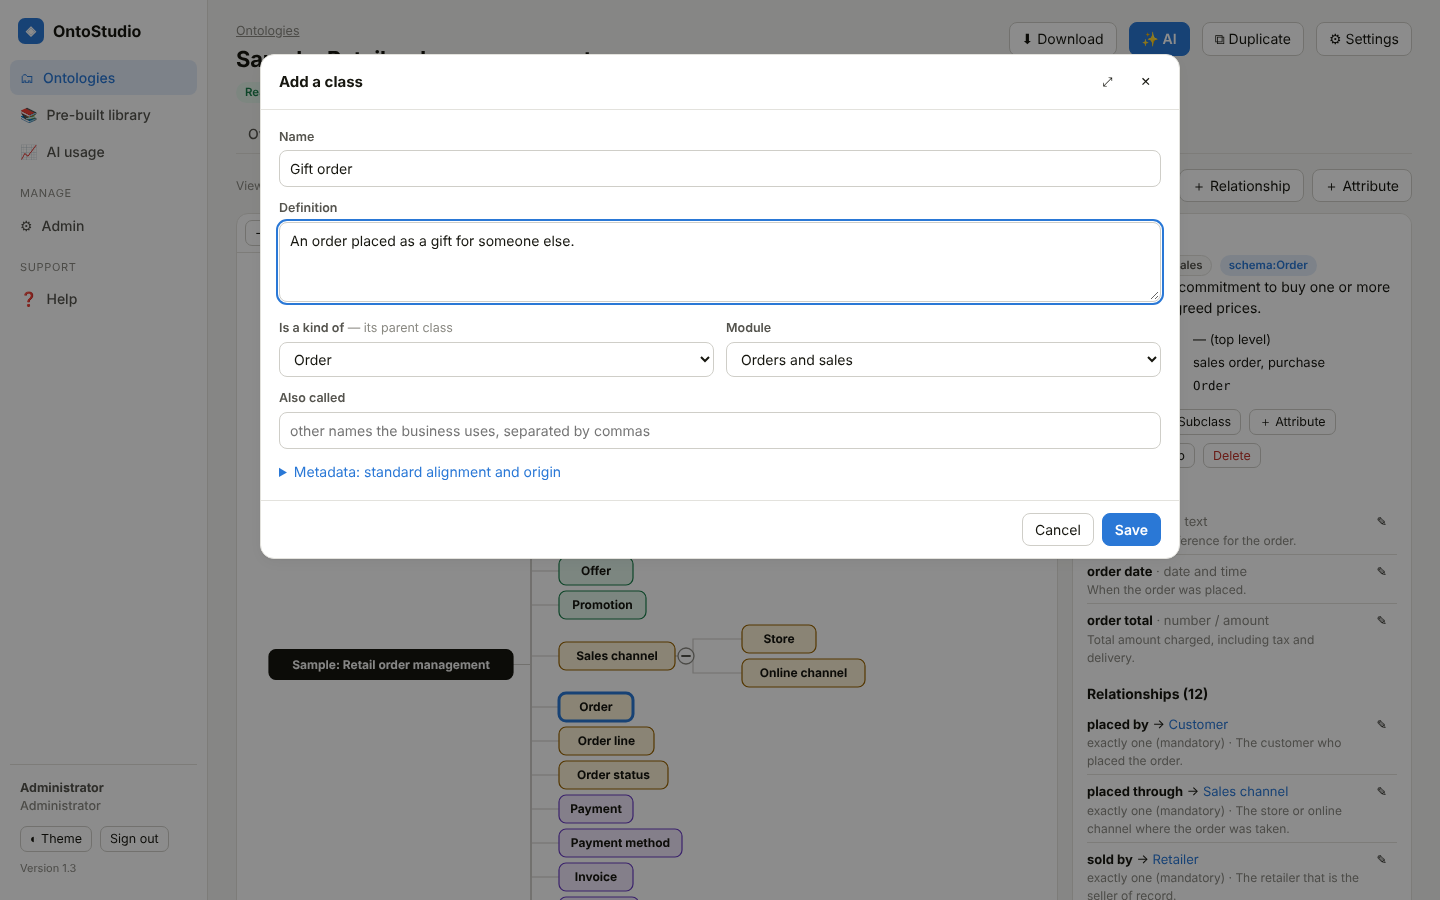 OntoStudio
Ontologies
Pre-built library
AI usage
MANAGE
Admin
SUPPORT
Help
Administrator
Administrator
Theme
Sign out
Version 1.3
Ontologies
Download
AI
Duplicate
Settings
+ Relationship
+ Attribute
View
Add a class
Name
Gift order
Definition
An order placed as a gift for someone else.
Is a kind of — its parent class
Order
Module
Orders and sales
Also called
other names the business uses, separated by commas
Metadata: standard alignment and origin
Cancel
Save
Offer
Promotion
Sales channel
Store
Online channel
Sample: Retail order management
Order
Order line
Order status
Payment
Payment method
Invoice
schema:Order
commitment to buy one or more
prices.
— (top level)
sales order, purchase
Order
Subclass
+ Attribute
Delete
text
for the order.
order date · date and time
When the order was placed.
order total · number / amount
Total amount charged, including tax and
delivery.
Relationships (12)
placed by → Customer
exactly one (mandatory) · The customer who
placed the order.
placed through → Sales channel
exactly one (mandatory) · The store or online
channel where the order was taken.
sold by → Retailer
exactly one (mandatory) · The retailer that is the
seller of record.